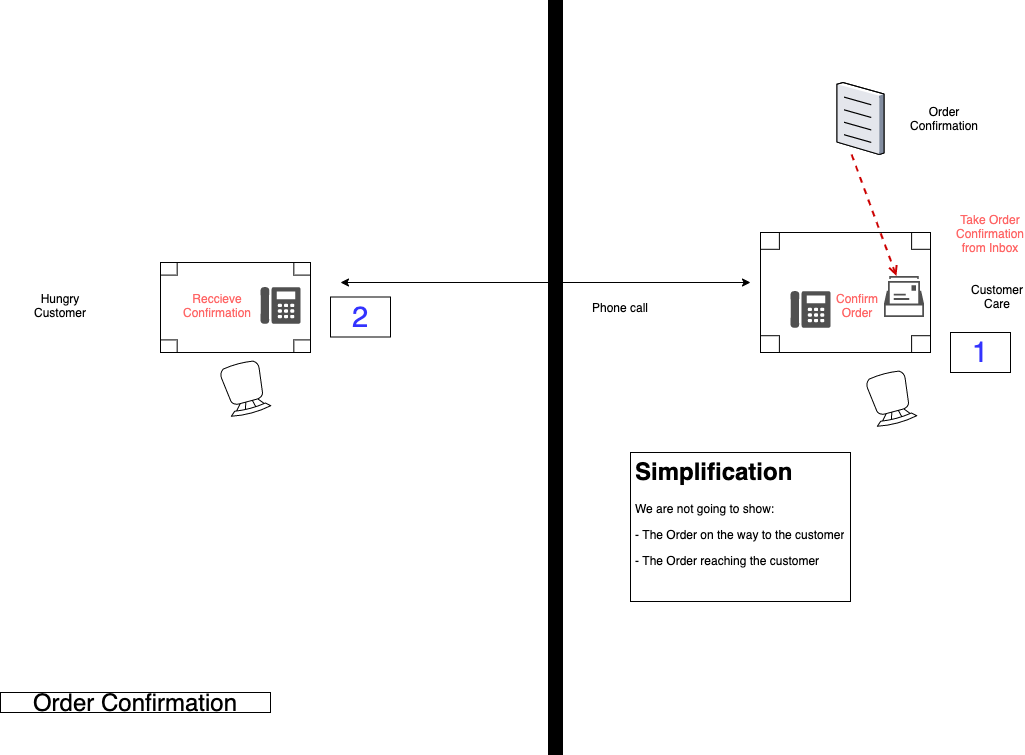 Order
Confirmation
Take Order
Confirmation
from Inbox
Hungry
Customer
Reccieve
Confirmation
2
Phone call
Confirm
Order
Customer
Care
1
Simplification
We are not going to show:
- The Order on the way to the customer
- The Order reaching the customer
Order Confirmation